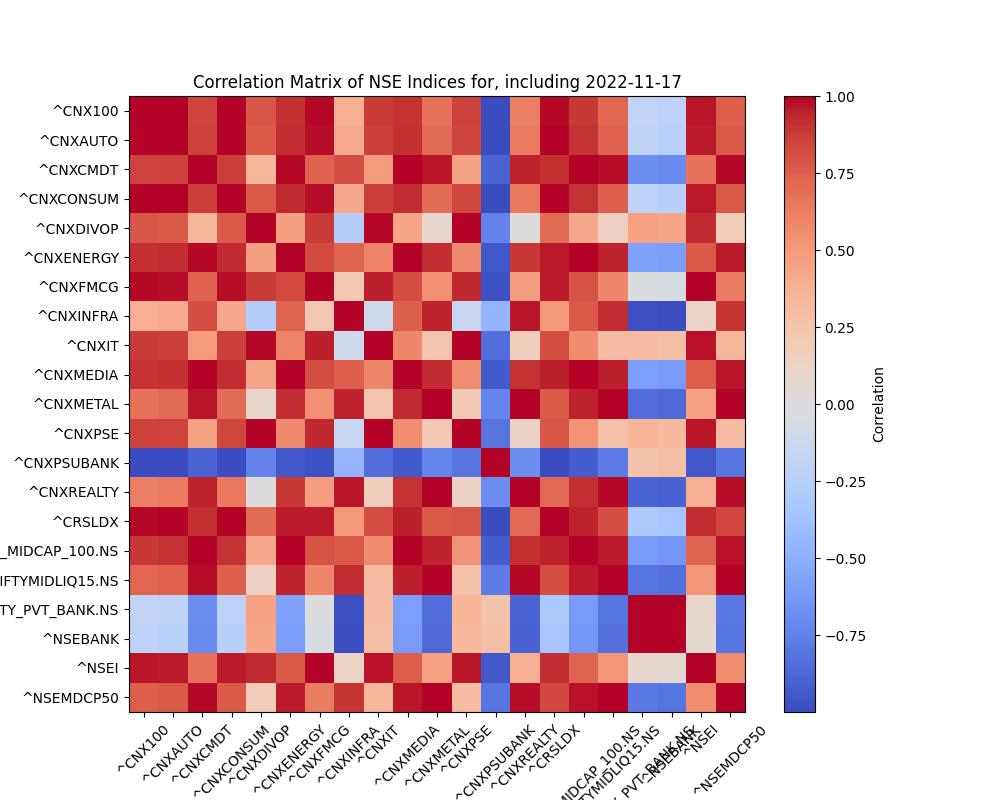 Correlation Matrix of NSE Indices for, including 2022-11-17
^CNX100
^CNXAUTO
^CNXCMDT
^CNXCONSUM
^CNXDIVOP
^CNXENERGY
^CNXFMCG
^CNXINFRA
^CNXIT
^CNXMEDIA
^CNXMETAL
^CNXPSE
^CNXPSUBANK
^CNXREALTY
^CRSLDX
_MIDCAP_100.NS
IFTYMIDLIQ15.NS
TY_PVT_BANK.NS
^NSEBANK
^NSEI
^NSEMDCP50
^CNX100
^CNXAUTO
^CNXCMDT
^CNXCONSUM
^CNXDIVOP
^CNXENERGY
^CNXFMCG
^CNXINFRA
^CNXIT
^CNXMEDIA
^CNXMETAL
^CNXPSE
^CNXPSUBANK
^CNXREALTY
^CRSLDX
MIDCAP_100.NS
TYMIDLIQ15.NS
PVT_BANK.NS
^NSEBANK
^NSEI
^NSEMDCP50
1.00
0.75
0.50
0.25
0.00
−0.25
−0.50
−0.75
Correlation